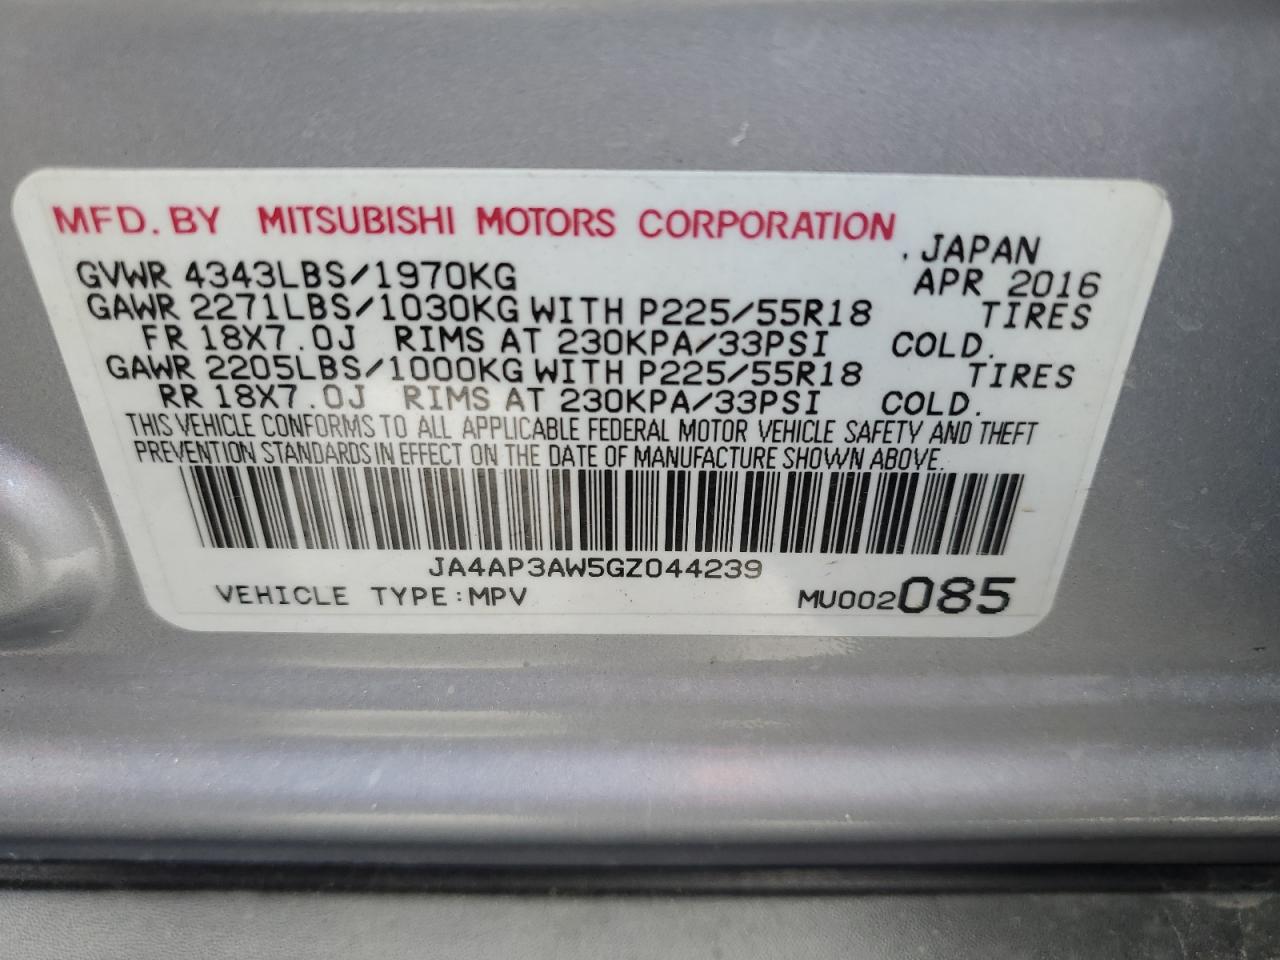 MFD. BY MITSUBISHI MOTORS CORPORATION
. JAPAN
GVWR 4343LBS/1970KG APR 2016
GAWR 2271LBS/1030KG WITH P225/55R18 TIRES
FR 18X7.0J RIMS AT 230KPA/33PSI COLD.
GAWR 2205LBS/1000KG WITH P225/55R18 TIRES
RR 18X7.0J RIMS AT 230KPA/33PSI COLD.
THIS VEHICLE CONFORMS TO ALL APPLICABLE FEDERAL MOTOR VEHICLE SAFETY AND THEFT
PREVENTION STANDARDS IN EFFECT ON THE DATE OF MANUFACTURE SHOWN ABOVE.
JA4AP3AW5GZ044239
VEHICLE TYPE:MPV MU002085